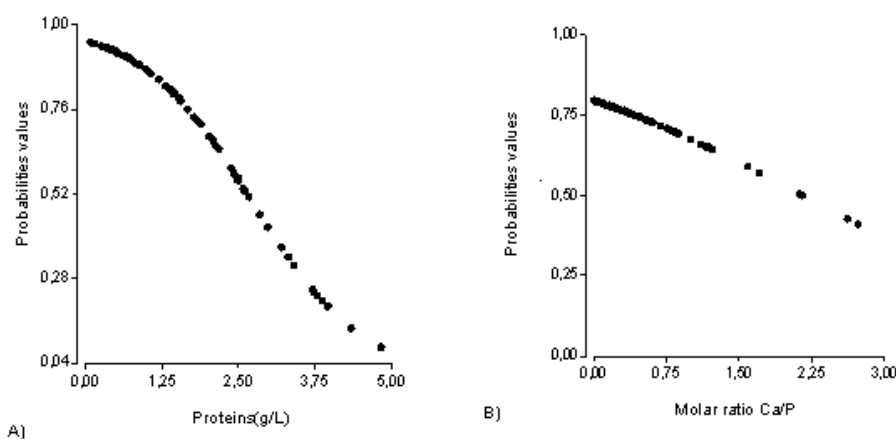 1,00
0,76
0,52
0,28
0,04
Probabilities values
0,00 1,25 2,50 3,75 5,00
Proteins(g/L)
A)
1,00
0,75
0,50
0,25
0,00
Probabilities values
0,00 0,75 1,50 2,25 3,00
Molar ratio Ca/P
B)